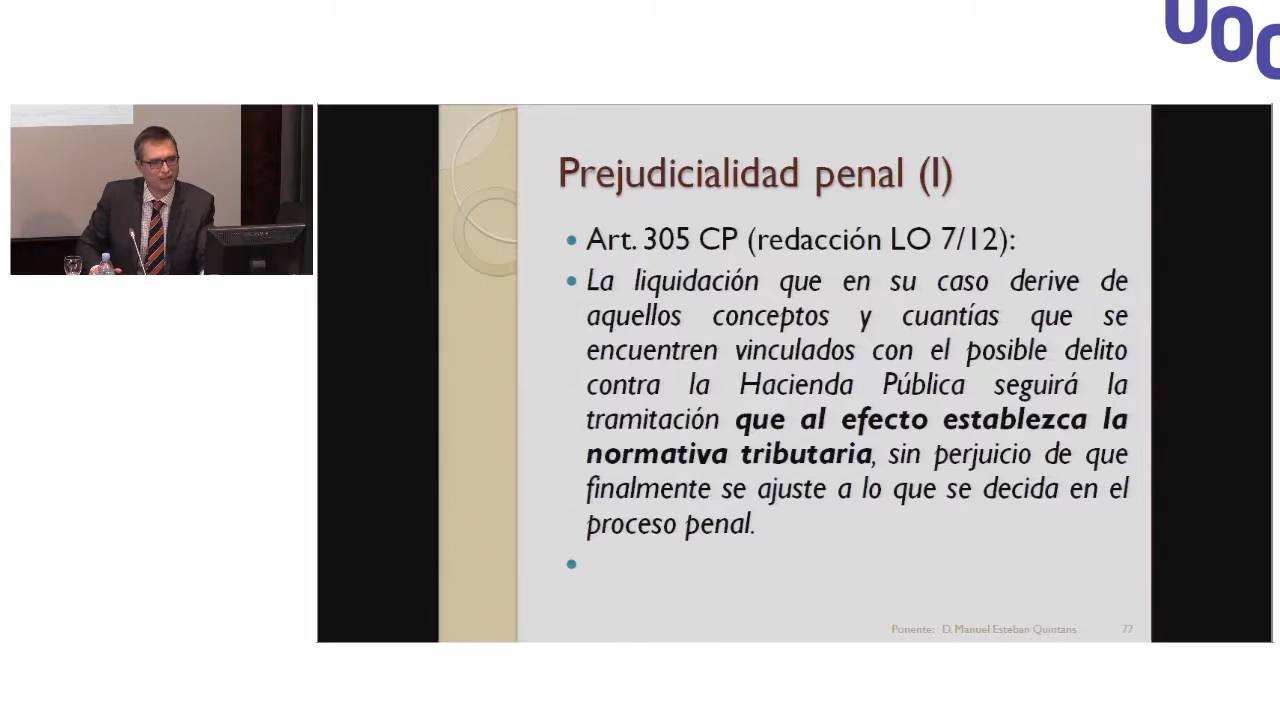 UOC
Prejudicialidad penal (I)
• Art. 305 CP (redacción LO 7/12):
• La liquidación que en su caso derive de
aquellos conceptos y cuantías que se
encuentren vinculados con el posible delito
contra la Hacienda Pública seguirá la
tramitación que al efecto establezca la
normativa tributaria, sin perjuicio de que
finalmente se ajuste a lo que se decida en el
proceso penal.
•
Ponente: D. Manuel Esteban Quintans 77